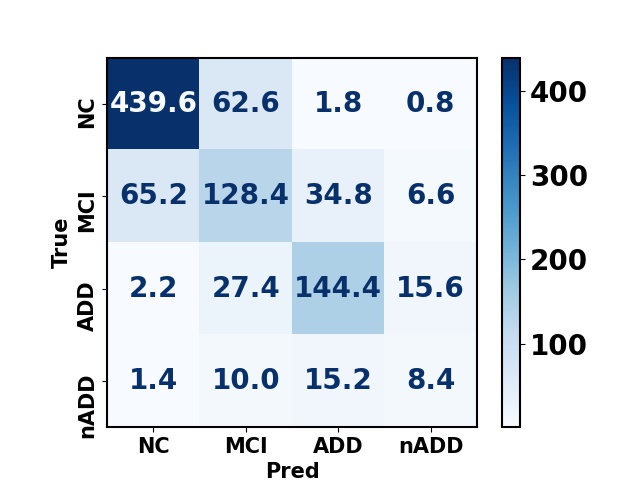 439.6 62.6 1.8 0.8
65.2 128.4 34.8 6.6
2.2 27.4 144.4 15.6
1.4 10.0 15.2 8.4
NC
MCI
ADD
nADD
True
NC MCI ADD nADD
Pred
400
300
200
100